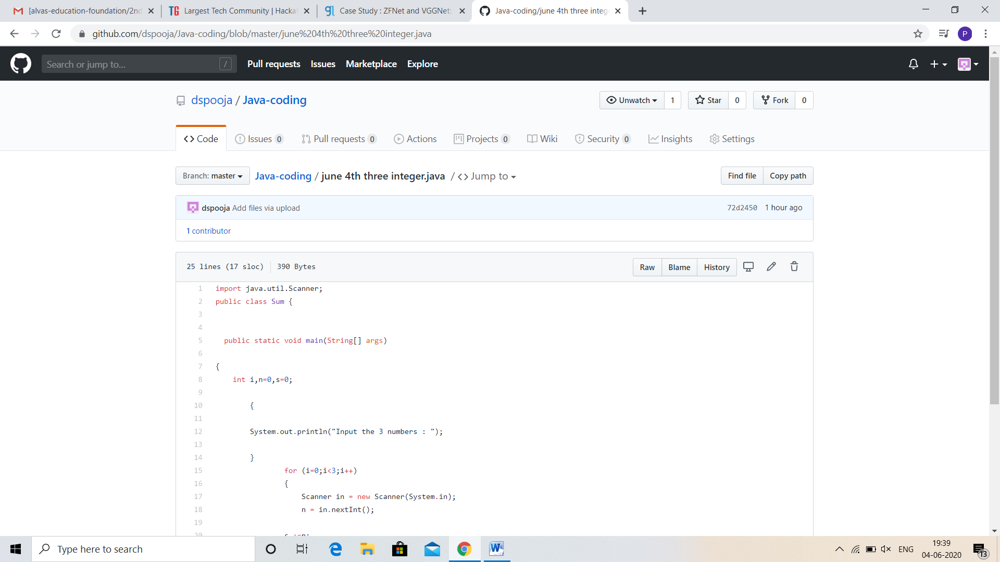 [alvas-education-foundation/2nd
Largest Tech Community | Hacka
Case Study : ZFNet and VGGNet:
Java-coding/june 4th three integ
github.com/dspooja/Java-coding/blob/master/june%204th%20three%20integer.java
P
Search or jump to...
/
Pull requests Issues Marketplace Explore
dspooja / Java-coding
Unwatch 1 Star 0 Fork 0
Code Issues 0 Pull requests 0 Actions Projects 0 Wiki Security 0 Insights Settings
Branch: master Java-coding / june 4th three integer.java / <> Jump to Find file Copy path
dspooja Add files via upload 72d2450 1 hour ago
1 contributor
25 lines (17 sloc) 390 Bytes Raw Blame History
1 import java.util.Scanner;
2 public class Sum {
3
4
5 public static void main(String[] args)
6
7 {
8 int i,n=0,s=0;
9
10 {
11
12 System.out.println("Input the 3 numbers : ");
13
14 }
15 for (i=0;i<3;i++)
16 {
17 Scanner in = new Scanner(System.in);
18 n = in.nextInt();
19
20 s +=n;
Type here to search
ENG
19:39
04-06-2020
13